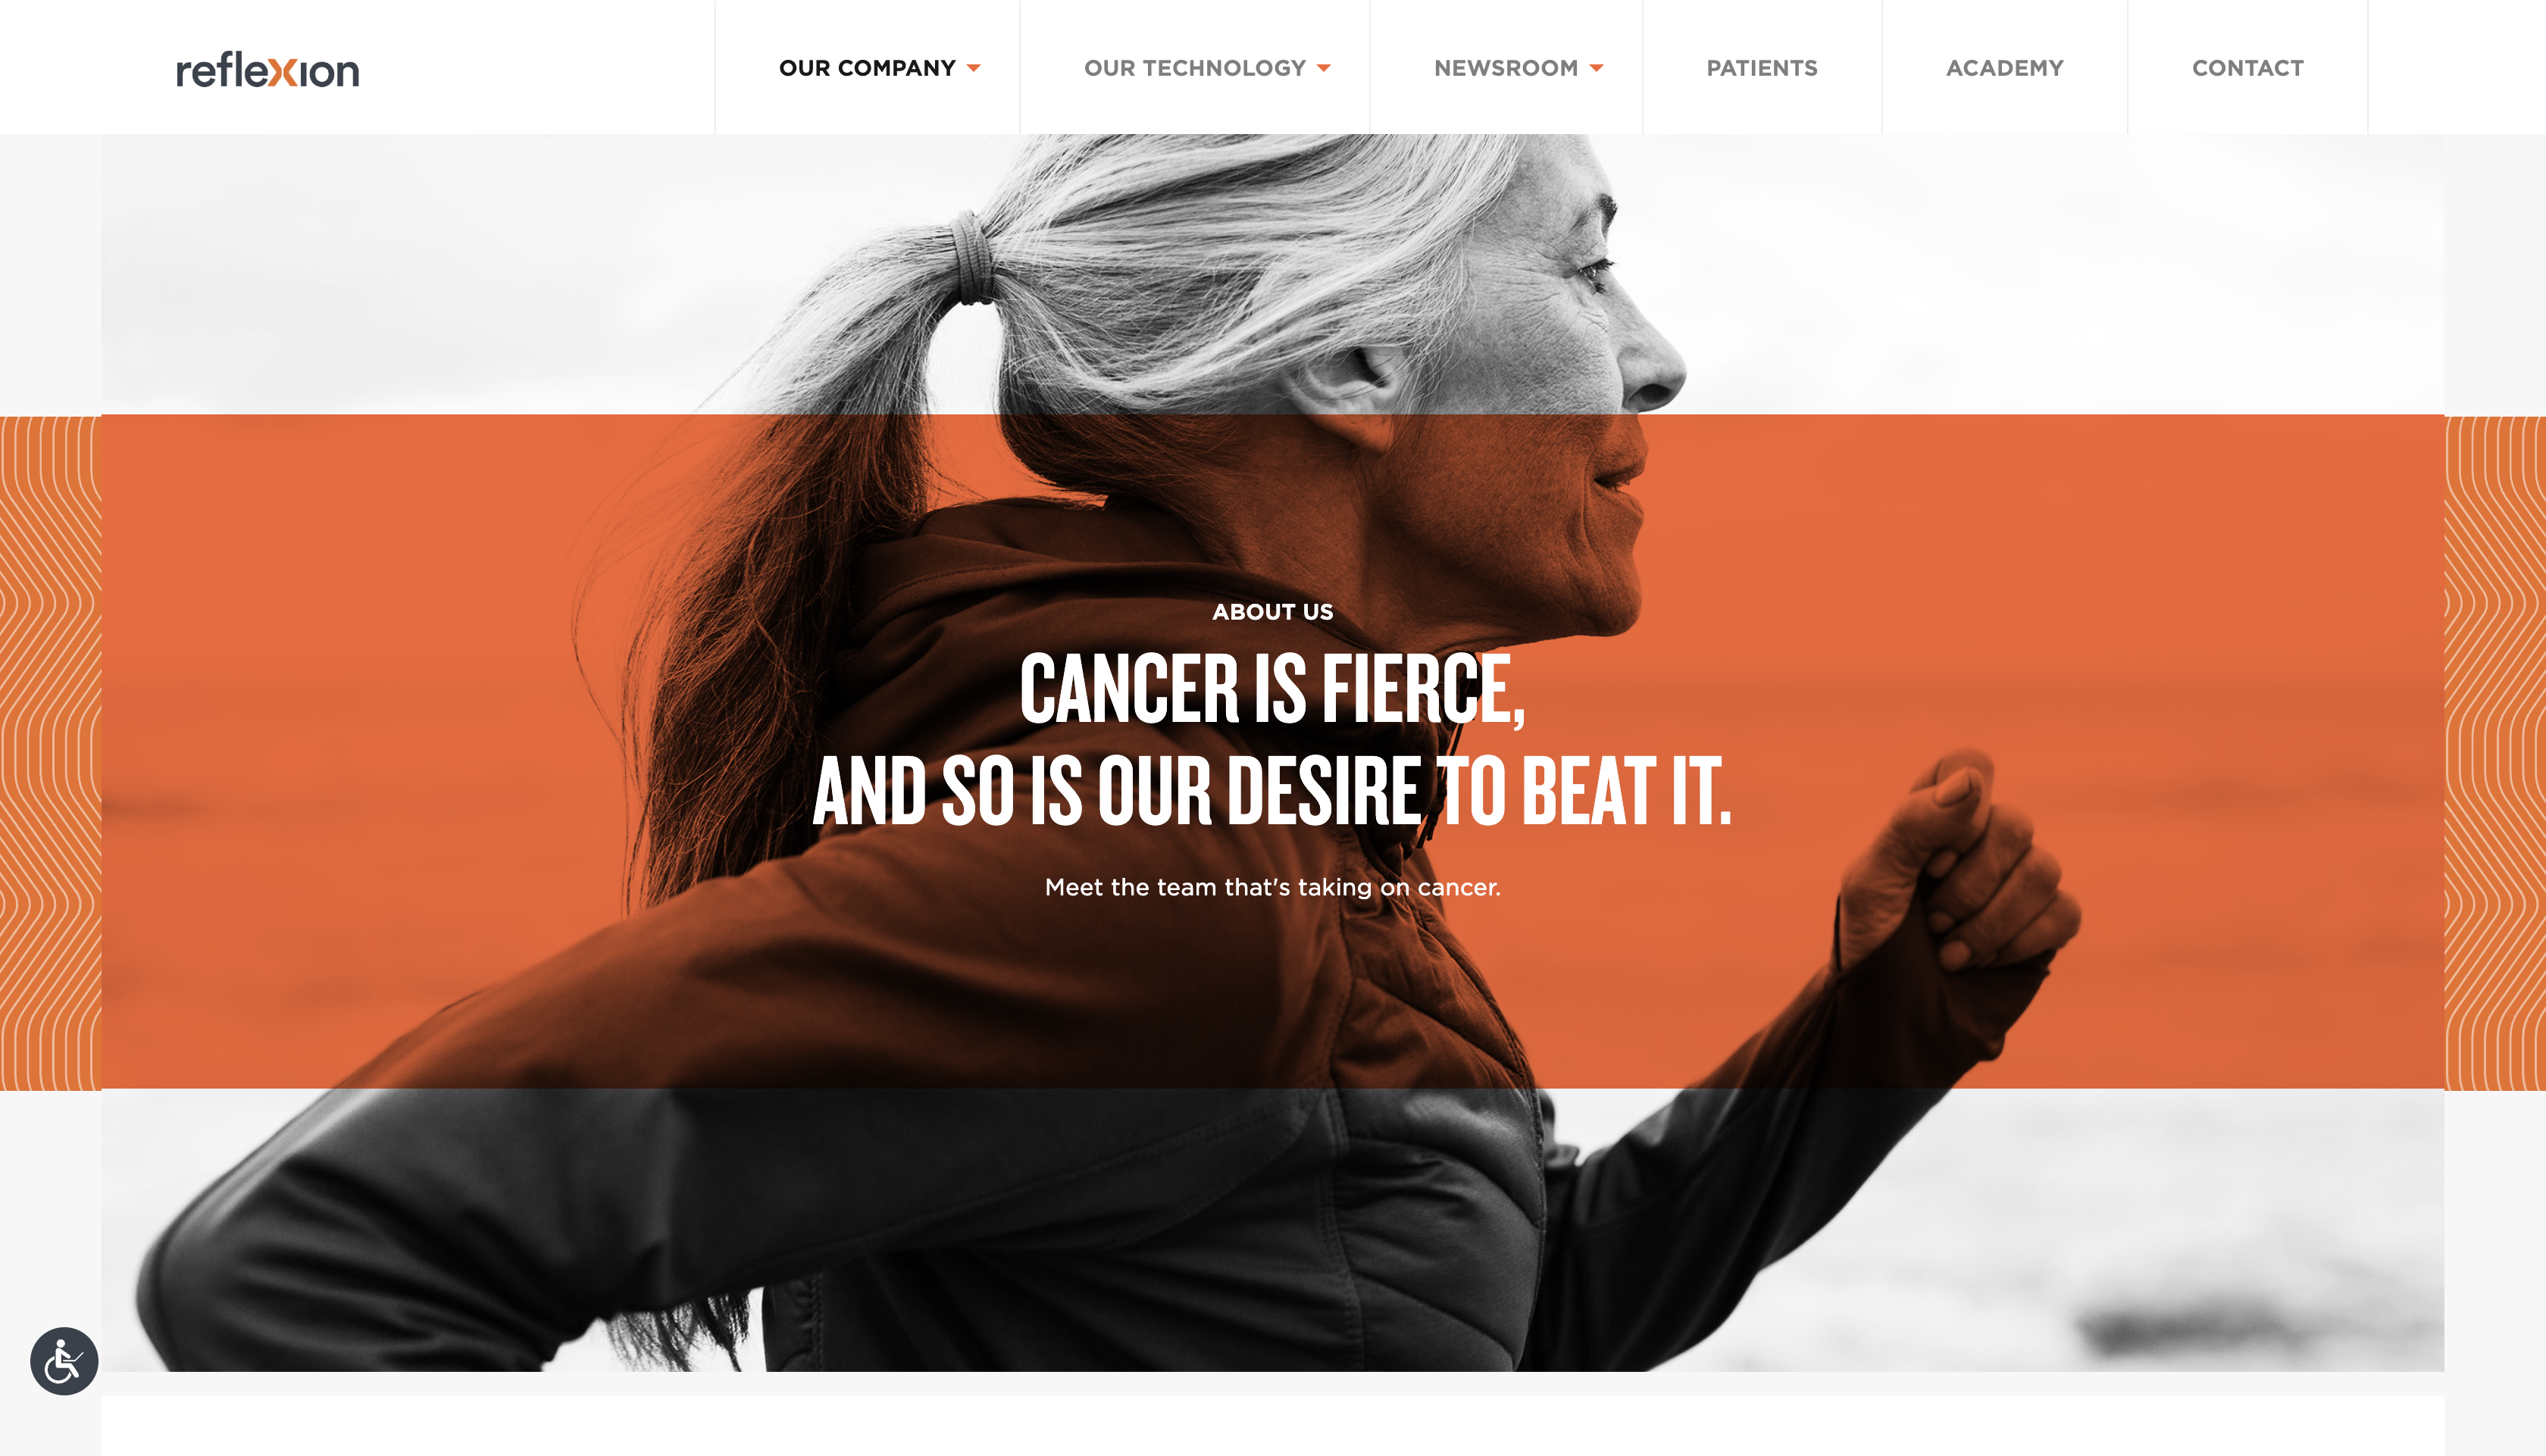 reflexion
OUR COMPANY
OUR TECHNOLOGY
NEWSROOM
PATIENTS
ACADEMY
CONTACT
ABOUT US
CANCER IS FIERCE,
AND SO IS OUR DESIRE TO BEAT IT.
Meet the team that's taking on cancer.